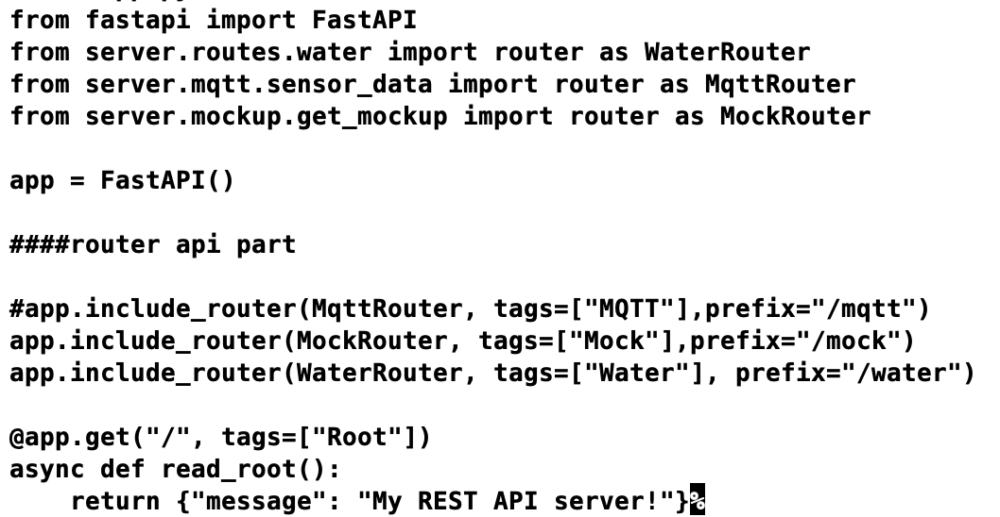 from fastapi import FastAPI
from server.routes.water import router as WaterRouter
from server.mqtt.sensor_data import router as MqttRouter
from server.mockup.get_mockup import router as MockRouter
app = FastAPI()
####router api part
#app.include_router(MqttRouter, tags=["MQTT"],prefix="/mqtt")
app.include_router(MockRouter, tags=["Mock"],prefix="/mock")
app.include_router(WaterRouter, tags=["Water"], prefix="/water")
@app.get("/", tags=["Root"])
async def read_root():
    return {"message": "My REST API server!"}%